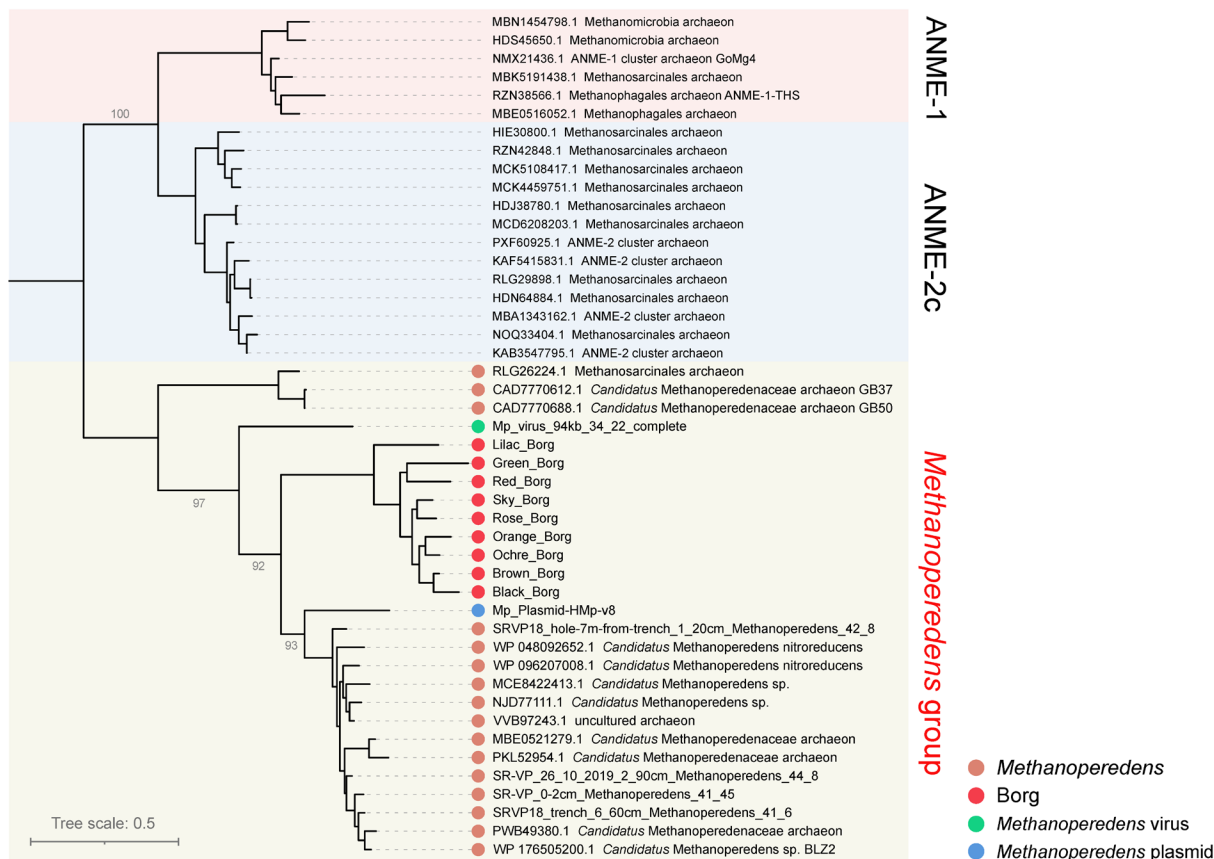 MBN1454798.1 Methanomicrobia archaeon
HDS45650.1 Methanomicrobia archaeon
NMX21436.1 ANME-1 cluster archaeon GoMg4
MBK5191438.1 Methanosarcinales archaeon
RZN38566.1 Methanophagales archaeon ANME-1-THS
MBE0516052.1 Methanophagales archaeon
ANME-1
100
HIE30800.1 Methanosarcinales archaeon
RZN42848.1 Methanosarcinales archaeon
MCK5108417.1 Methanosarcinales archaeon
MCK4459751.1 Methanosarcinales archaeon
HDJ38780.1 Methanosarcinales archaeon
MCD6208203.1 Methanosarcinales archaeon
PXF60925.1 ANME-2 cluster archaeon
KAF5415831.1 ANME-2 cluster archaeon
RLG29898.1 Methanosarcinales archaeon
HDN64884.1 Methanosarcinales archaeon
MBA1343162.1 ANME-2 cluster archaeon
NOQ33404.1 Methanosarcinales archaeon
KAB3547795.1 ANME-2 cluster archaeon
ANME-2c
RLG26224.1 Methanosarcinales archaeon
CAD7770612.1 Candidatus Methanoperedenaceae archaeon GB37
CAD7770688.1 Candidatus Methanoperedenaceae archaeon GB50
Mp_virus_94kb_34_22_complete
Lilac_Borg
Green_Borg
Red_Borg
Sky_Borg
97
Rose_Borg
Orange_Borg
Ochre_Borg
92
Brown_Borg
Black_Borg
Mp_Plasmid-HMp-v8
SRVP18_hole-7m-from-trench_1_20cm_Methanoperedens_42_8
93
WP 048092652.1 Candidatus Methanoperedens nitroreducens
WP 096207008.1 Candidatus Methanoperedens nitroreducens
MCE8422413.1 Candidatus Methanoperedens sp.
NJD77111.1 Candidatus Methanoperedens sp.
VVB97243.1 uncultured archaeon
MBE0521279.1 Candidatus Methanoperedenaceae archaeon
PKL52954.1 Candidatus Methanoperedenaceae archaeon
SR-VP_26_10_2019_2_90cm_Methanoperedens_44_8
SR-VP_0-2cm_Methanoperedens_41_45
SRVP18_trench_6_60cm_Methanoperedens_41_6
PWB49380.1 Candidatus Methanoperedenaceae archaeon
WP 176505200.1 Candidatus Methanoperedens sp. BLZ2
Methanoperedens group
Tree scale: 0.5
Methanoperedens
Borg
Methanoperedens virus
Methanoperedens plasmid